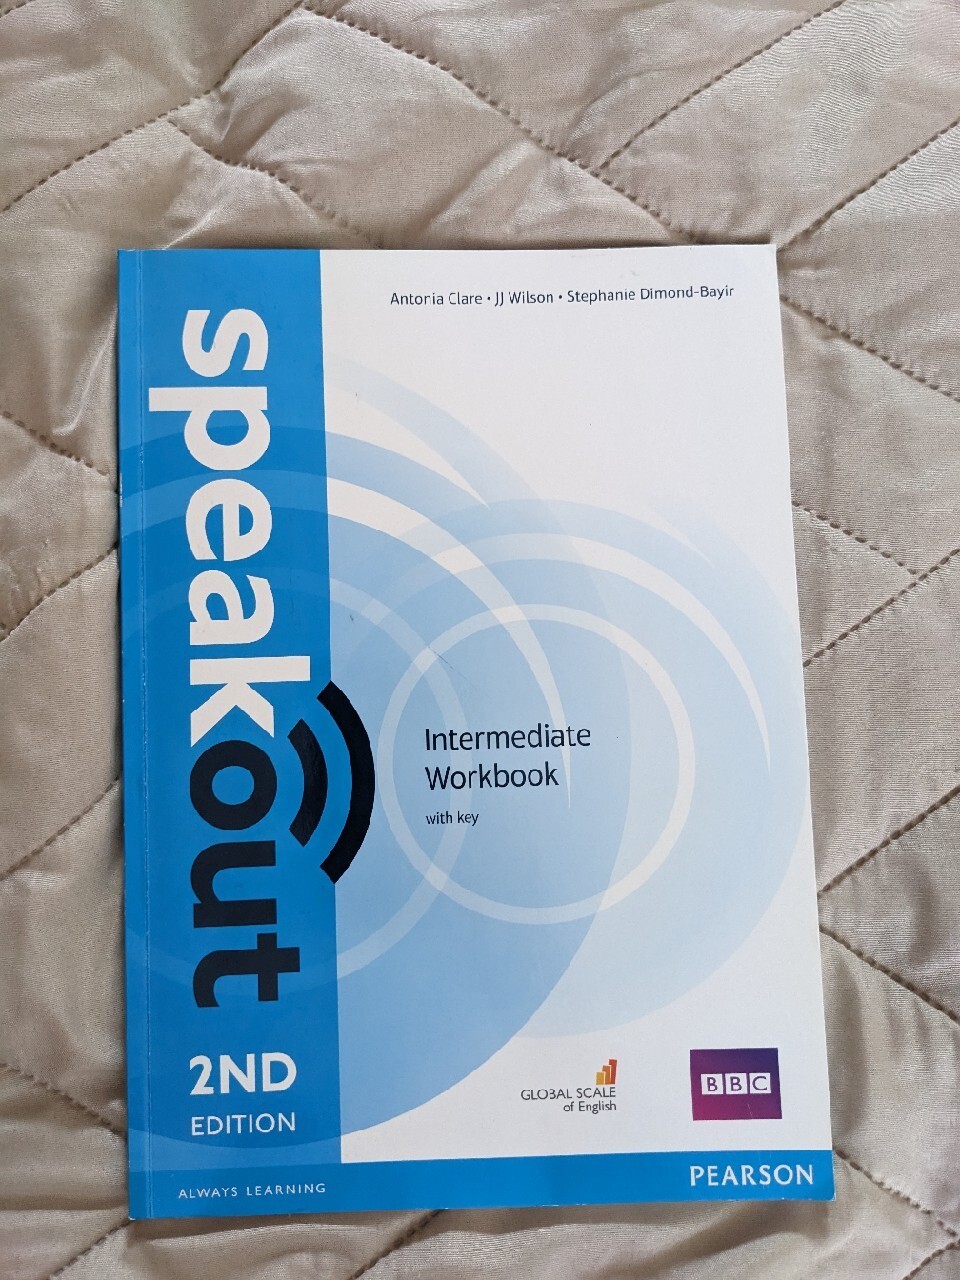 Antonia Clare • JJ Wilson • Stephanie Dimond-Bayir
speakout
Intermediate
Workbook
with key
2ND
EDITION
GLOBAL SCALE
of English
BBC
ALWAYS LEARNING
PEARSON